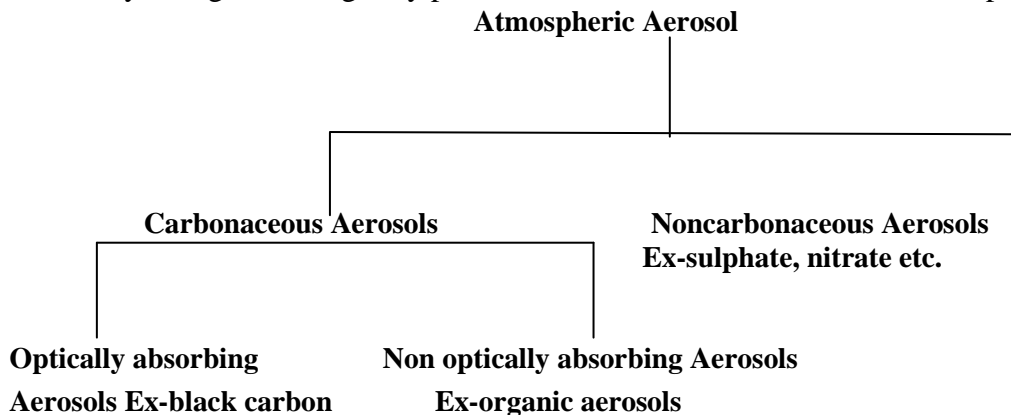 Atmospheric Aerosol
Carbonaceous Aerosols Noncarbonaceous Aerosols
Ex-sulphate, nitrate etc.
Optically absorbing Non optically absorbing Aerosols
Aerosols Ex-black carbon Ex-organic aerosols